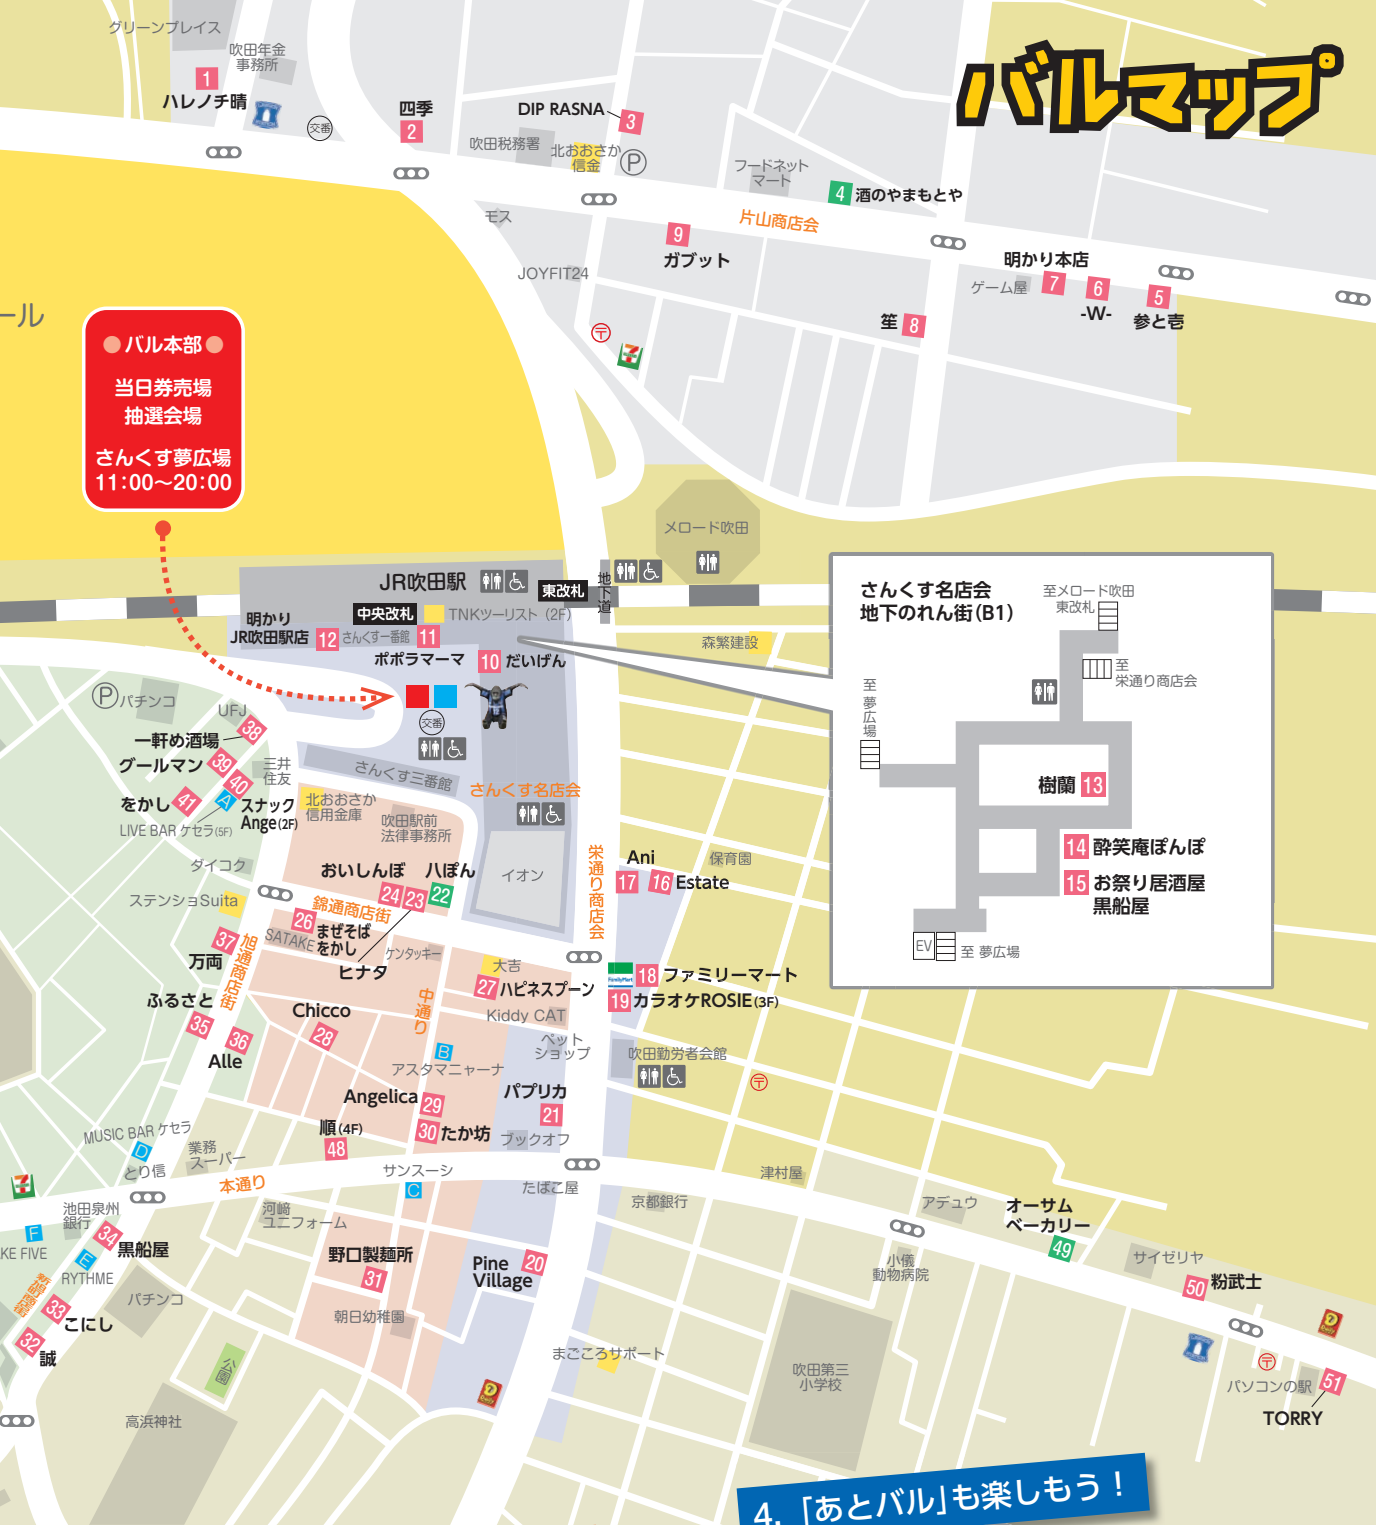 バルマップ
グリーンプレイス
吹田年金
事務所
1
ハレノチ晴
交番
四季
2
DIP RASNA
3
吹田税務署
北おおさか
信金
P
フードネット
マート
4 酒のやまもとや
片山商店会
モス
9
ガブット
JOYFIT24
明かり本店
ゲーム屋
7
6
-W-
5
参と壱
笙 8
〒
7
ール
バル本部
当日券売場
抽選会場
さんくす夢広場
11:00〜20:00
メロード吹田
JR吹田駅
東改札
地下道
中央改札
TNKツーリスト (2F)
明かり
JR吹田駅店 12
さんくす一番館
11
ポポラマーマ
10 だいげん
森繁建設
交番
さんくす名店会
地下のれん街(B1)
至メロード吹田
東改札
至
栄通り商店会
至
夢広場
樹蘭 13
14 酔笑庵ぽんぽ
15 お祭り居酒屋
黒船屋
EV
至 夢広場
P パチンコ
UFJ
38
一軒め酒場
グールマン 39
40
三井
住友
をかし 41
A
スナック
Ange(2F)
LIVE BAR ケセラ(5F)
さんくす三番館
さんくす名店会
北おおさか
信用金庫
吹田駅前
法律事務所
ダイコク
おいしんぼ
八ぽん
24
23
22
イオン
栄通り商店会
Ani
17
16 Estate
保育園
ステンショSuita
錦通商店街
26
まぜそば
をかし
SATAKE
ヒナタ
ケンタッキー
37
万両
旭通商店街
大吉
27 ハピネスプーン
Kiddy CAT
FamilyMart
18 ファミリーマート
19 カラオケROSIE(3F)
ふるさと
35
36
Alle
Chicco
28
中通り
B
アスタマニャーナ
ペット
ショップ
吹田勤労者会館
〒
Angelica 29
30 たか坊
パプリカ
21
ブックオフ
順(4F)
48
MUSIC BAR ケセラ
D
とり信
業務
スーパー
本通り
サンスーシ
C
たばこ屋
京都銀行
津村屋
アデュウ
オーサム
ベーカリー
49
7
池田泉州
銀行
F
KE FIVE
34
黒船屋
E
RYTHME
河﨑
ユニフォーム
野口製麺所
31
Pine
Village
20
小儀
動物病院
サイゼリヤ
50 粉武士
33
こにし
32
誠
パチンコ
朝日幼稚園
公園
まごころサポート
吹田第三
小学校
〒
パソコンの駅
51
TORRY
高浜神社
4.「あとバル」も楽しもう！